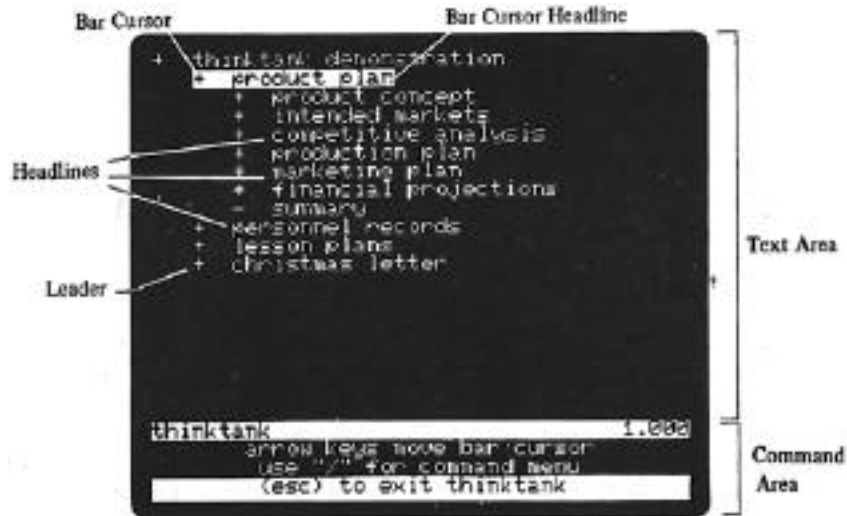 Bar Cursor
Bar Cursor Headline
+ thinktank demonstration
+ product plan
+ product concept
+ intended markets
+ competitive analysis
+ production plan
Headlines
+ marketing plan
+ financial projections
- summary
+ personnel records
+ lesson plans
Text Area
+ christmas letter
Leader
thinktank 1.000
arrow keys move bar cursor
use "/" for command menu
(esc) to exit thinktank
Command
Area